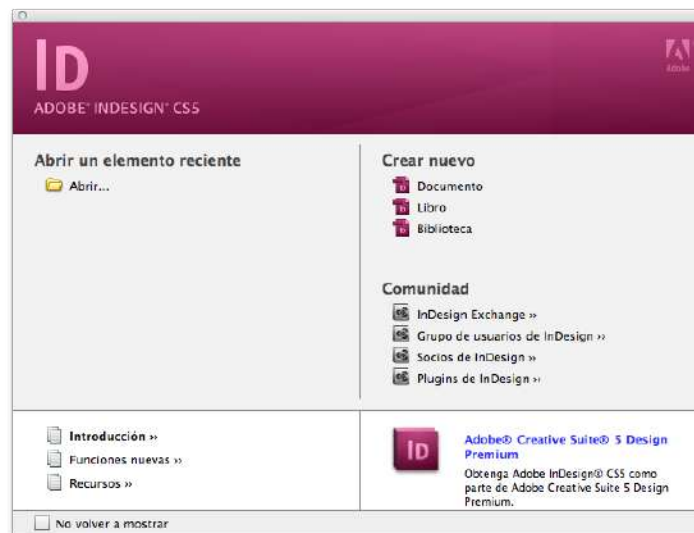 ID
Adobe
ADOBE® INDESIGN® CS5
Abrir un elemento reciente
Abrir...
Crear nuevo
Documento
Libro
Biblioteca
Comunidad
InDesign Exchange »
Grupo de usuarios de InDesign »
Socios de InDesign »
Plugins de InDesign »
Introducción »
Funciones nuevas »
Recursos »
ID
Adobe® Creative Suite® 5 Design
Premium
Obtenga Adobe InDesign® CS5 como
parte de Adobe Creative Suite 5 Design
Premium.
No volver a mostrar